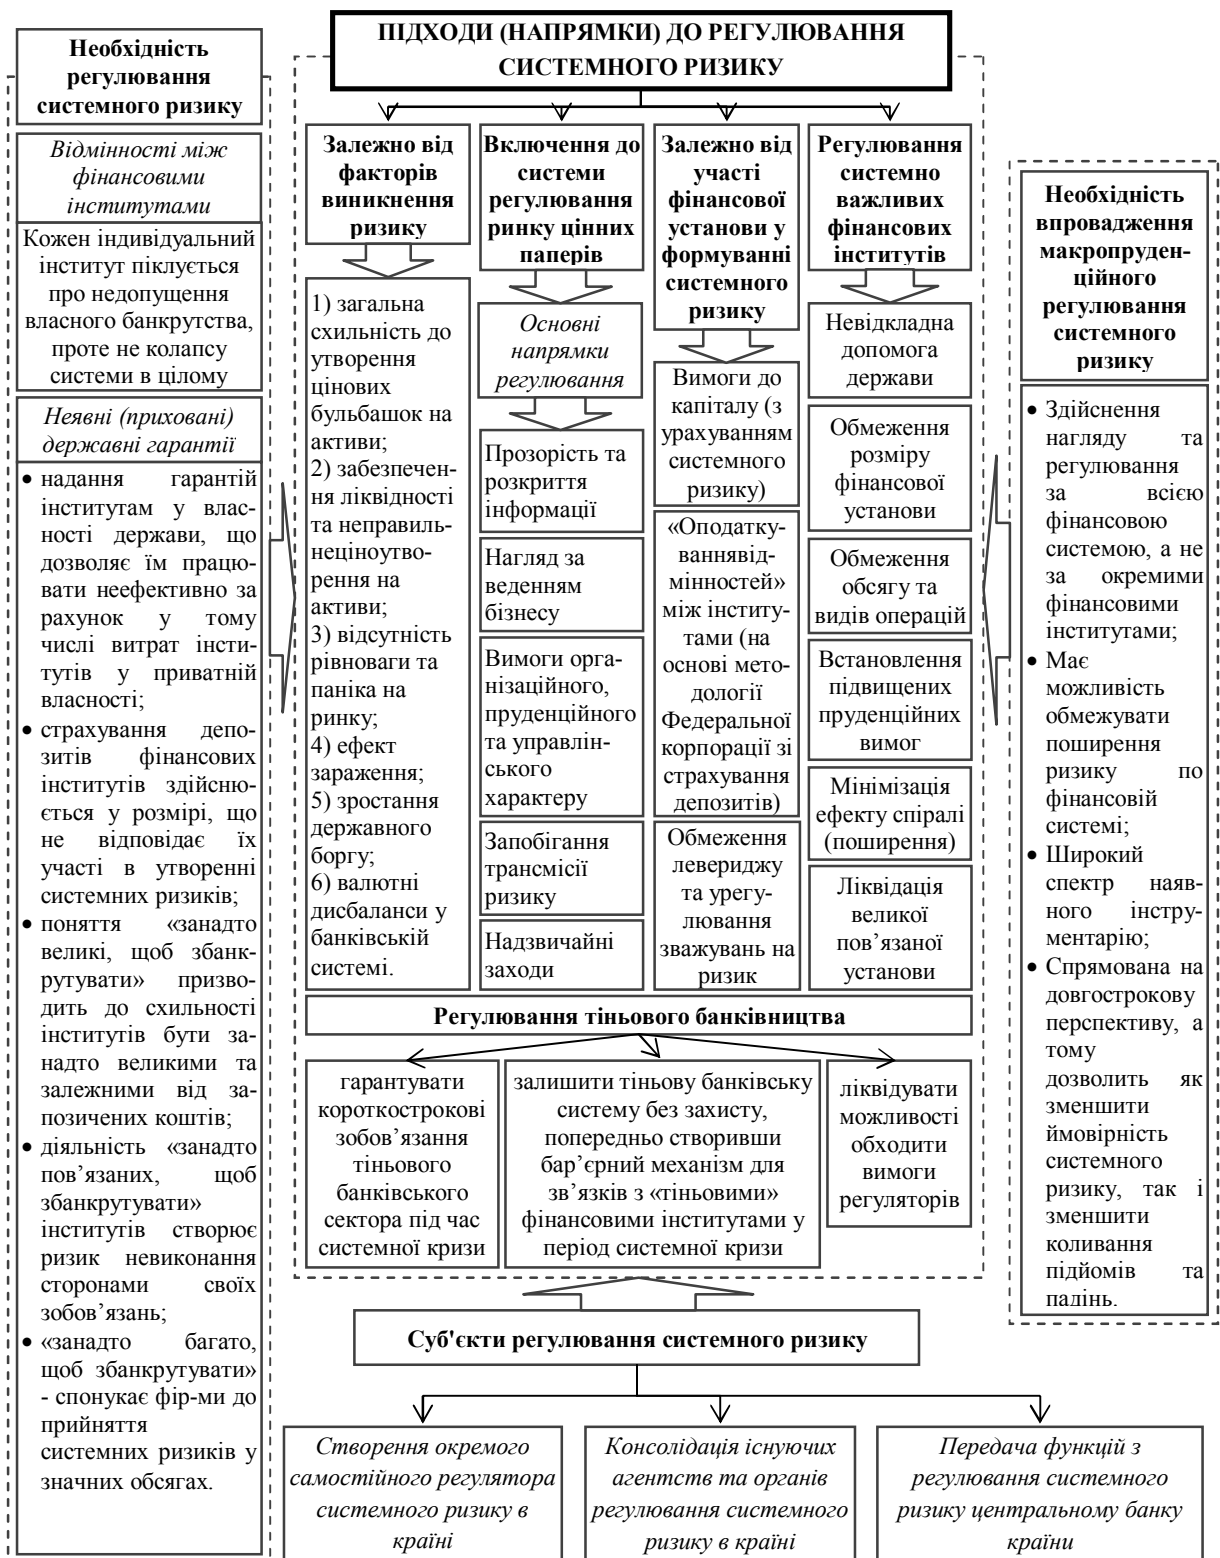 ПІДХОДИ (НАПРЯМКИ) ДО РЕГУЛЮВАННЯ
СИСТЕМНОГО РИЗИКУ
Необхідність
регулювання
системного ризику
Відмінності між
фінансовими
інститутами
Кожен індивідуальний
інститут піклується
про недопущення
власного банкрутства,
проте не колапсу
системи в цілому
Неявні (приховані)
державні гарантії
• надання гарантій
інститутам у влас-
ності держави, що
дозволяє їм працю-
вати неефективно за
рахунок у тому
числі витрат інсти-
тутів у приватній
власності;
• страхування депо-
зитів фінансових
інститутів здійсню-
ється у розмірі, що
не відповідає їх
участі в утворенні
системних ризиків;
• поняття «занадто
великі, щоб збанк-
рутувати» призво-
дить до схильності
інститутів бути за-
надто великими та
залежними від за-
позичених коштів;
• діяльність «занадто
пов’язаних, щоб
збанкрутувати»
інститутів створює
ризик невиконання
сторонами своїх
зобов’язань;
• «занадто багато,
щоб збанкрутувати»
- спонукає фір-ми до
прийняття
системних ризиків у
значних обсягах.
Залежно від
факторів
виникнення
ризику
1) загальна
схильність до
утворення
цінових
бульбашок на
активи;
2) забезпечен-
ня ліквідності
та неправиль-
неціноутво-
рення на
активи;
3) відсутність
рівноваги та
паніка на
ринку;
4) ефект
зараження;
5) зростання
державного
боргу;
6) валютні
дисбаланси у
банківській
системі.
Включення до
системи
регулювання
ринку цінних
паперів
Основні
напрямки
регулювання
Прозорість та
розкриття
інформації
Нагляд за
веденням
бізнесу
Вимоги орга-
нізаційного,
пруденційного
та управлін-
ського
характеру
Запобігання
трансмісії
ризику
Надзвичайні
заходи
Залежно від
участі
фінансової
установи у
формуванні
системного
ризику
Вимоги до
капіталу (з
урахуванням
системного
ризику)
«Оподатку-
ваннявід-
мінностей»
між інститу-
тами (на
основі мето-
дології
Федеральної
корпорації зі
страхування
депозитів)
Обмеження
левериджу
та урегу-
лювання
зважувань на
ризик
Регулювання
системно
важливих
фінансових
інститутів
Невідкладна
допомога
держави
Обмеження
розміру
фінансової
установи
Обмеження
обсягу та
видів операцій
Встановлення
підвищених
пруденційних
вимог
Мінімізація
ефекту спіралі
(поширення)
Ліквідація
великої
пов’язаної
установи
Регулювання тіньового банківництва
гарантувати
короткострокові
зобов’язання
тіньового
банківського
сектора під час
системної кризи
залишити тіньову банківську
систему без захисту,
попередньо створивши
бар’єрний механізм для
зв’язків з «тіньовими»
фінансовими інститутами у
період системної кризи
ліквідувати
можливості
обходити
вимоги
регуляторів
Необхідність
впровадження
макропруден-
ційного
регулювання
системного
ризику
• Здійснення
нагляду та
регулювання
за всією
фінансовою
системою, а не
за окремими
фінансовими
інститутами;
• Має
можливість
обмежувати
поширення
ризику по
фінансовій
системі;
• Широкий
спектр наяв-
ного інстру-
ментарію;
• Спрямована на
довгострокову
перспективу, а
тому
дозволить як
зменшити
ймовірність
системного
ризику, так і
зменшити
коливання
підйомів та
падінь.
Суб'єкти регулювання системного ризику
Створення окремого
самостійного регулятора
системного ризику в
країні
Консолідація існуючих
агентств та органів
регулювання системного
ризику в країні
Передача функцій з
регулювання системного
ризику центральному банку
країни